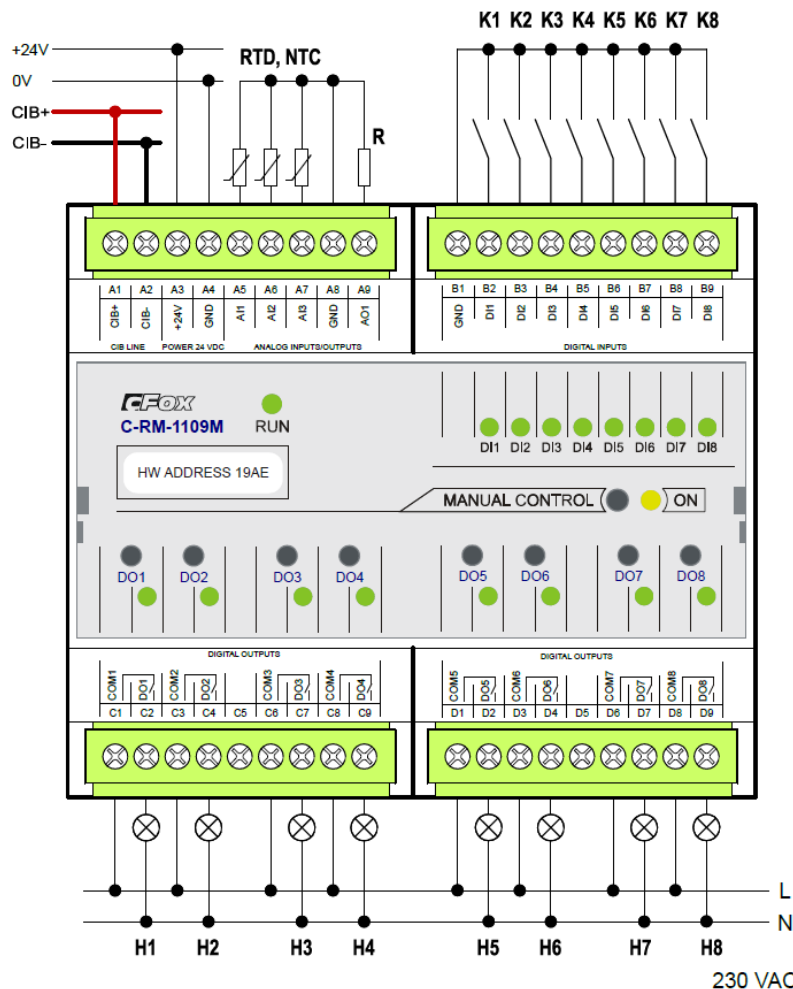 K1 K2 K3 K4 K5 K6 K7 K8
+24V
RTD, NTC
0V
CIB+
R
CIB-
A1 A2 A3 A4 A5 A6 A7 A8 A9
B1 B2 B3 B4 B5 B6 B7 B8 B9
CIB+ CIB- +24V GND AI1 AI2 AI3 GND AO1
GND DI1 DI2 DI3 DI4 DI5 DI6 DI7 DI8
CIB LINE POWER 24 VDC ANALOG INPUTS/OUTPUTS
DIGITAL INPUTS
CFOX
C-RM-1109M
RUN
DI1 DI2 DI3 DI4 DI5 DI6 DI7 DI8
HW ADDRESS 19AE
MANUAL CONTROL ON
DO1 DO2 DO3 DO4 DO5 DO6 DO7 DO8
DIGITAL OUTPUTS
DIGITAL OUTPUTS
COM1 DO1 COM2 DO2 COM3 DO3 COM4 DO4
COM5 DO5 COM6 DO6 COM7 DO7 COM8 DO8
C1 C2 C3 C4 C5 C6 C7 C8 C9
D1 D2 D3 D4 D5 D6 D7 D8 D9
L
N
H1 H2 H3 H4 H5 H6 H7 H8
230 VAC